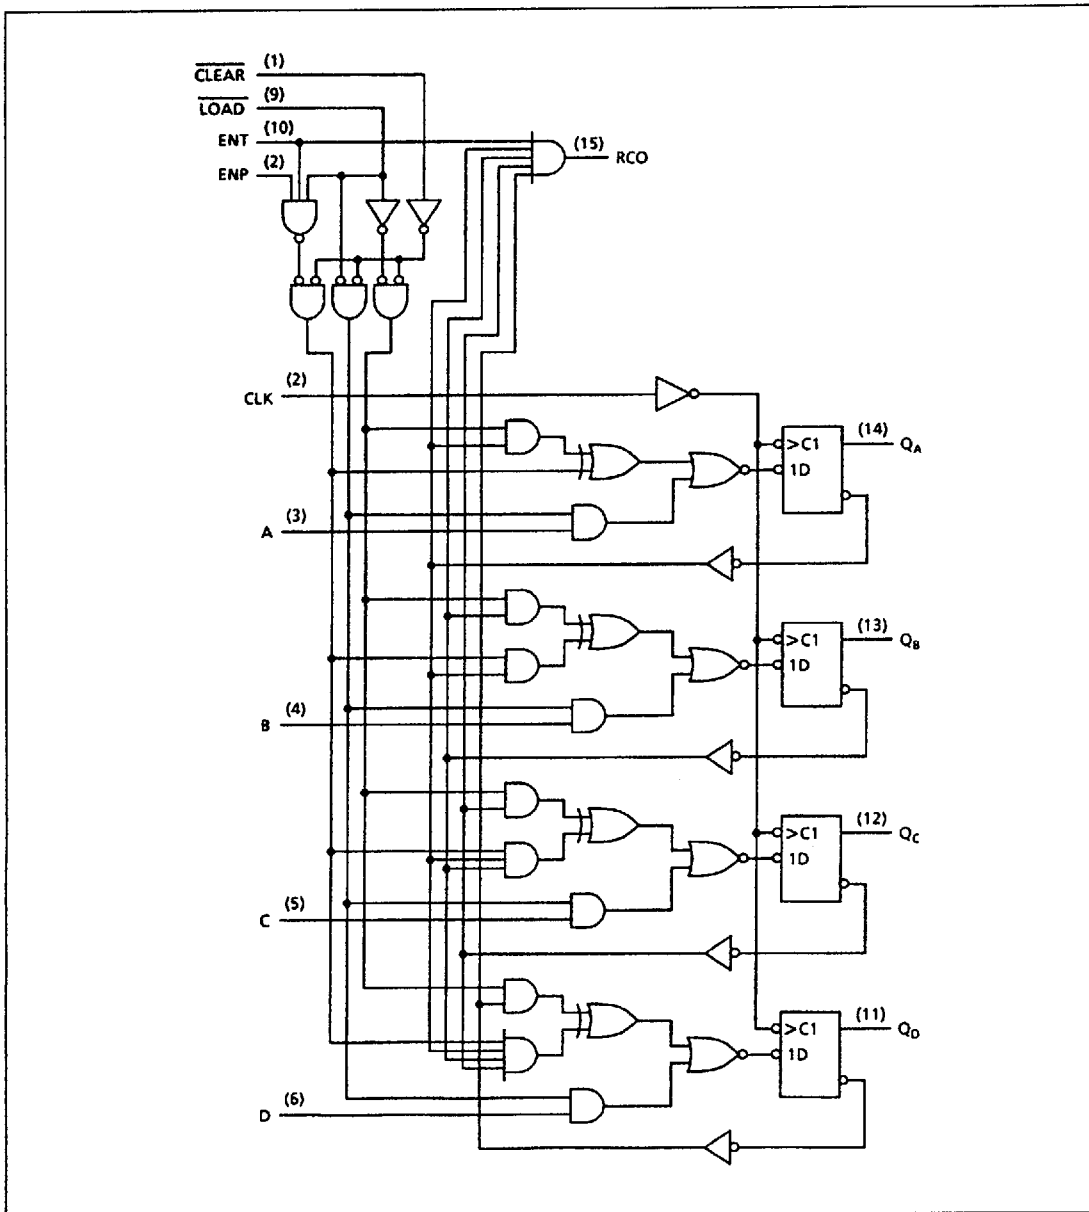 CLEAR (1)
LOAD (9)
ENT (10)
(15) RCO
ENP (2)
CLK (2)
>C1 (14) QA
1D
A (3)
>C1 (13) QB
1D
B (4)
>C1 (12) QC
1D
C (5)
>C1 (11) QD
1D
D (6)